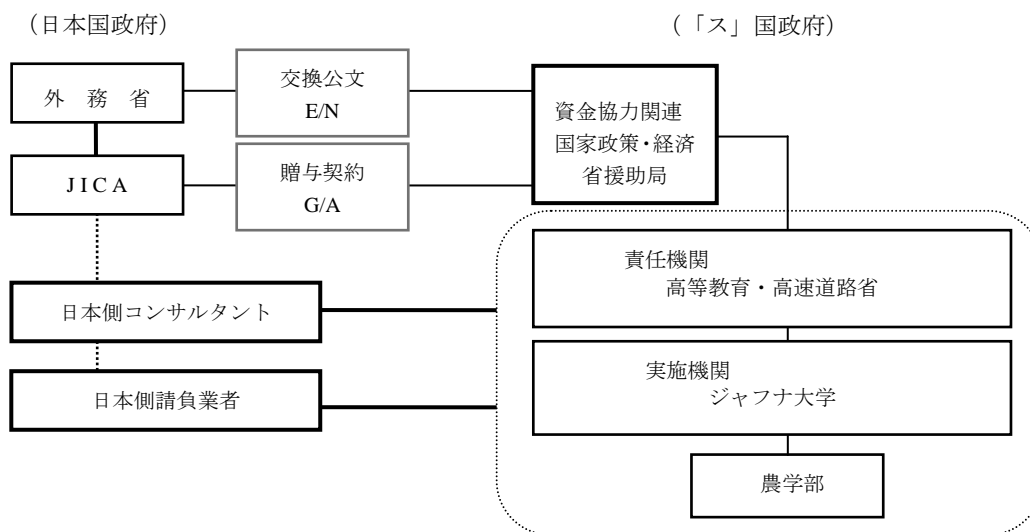 （日本国政府）
（「ス」国政府）
外　務　省
交換公文
E/N
資金協力関連
国家政策・経済
省援助局
JICA
贈与契約
G/A
責任機関
高等教育・高速道路省
日本側コンサルタント
実施機関
ジャフナ大学
日本側請負業者
農学部